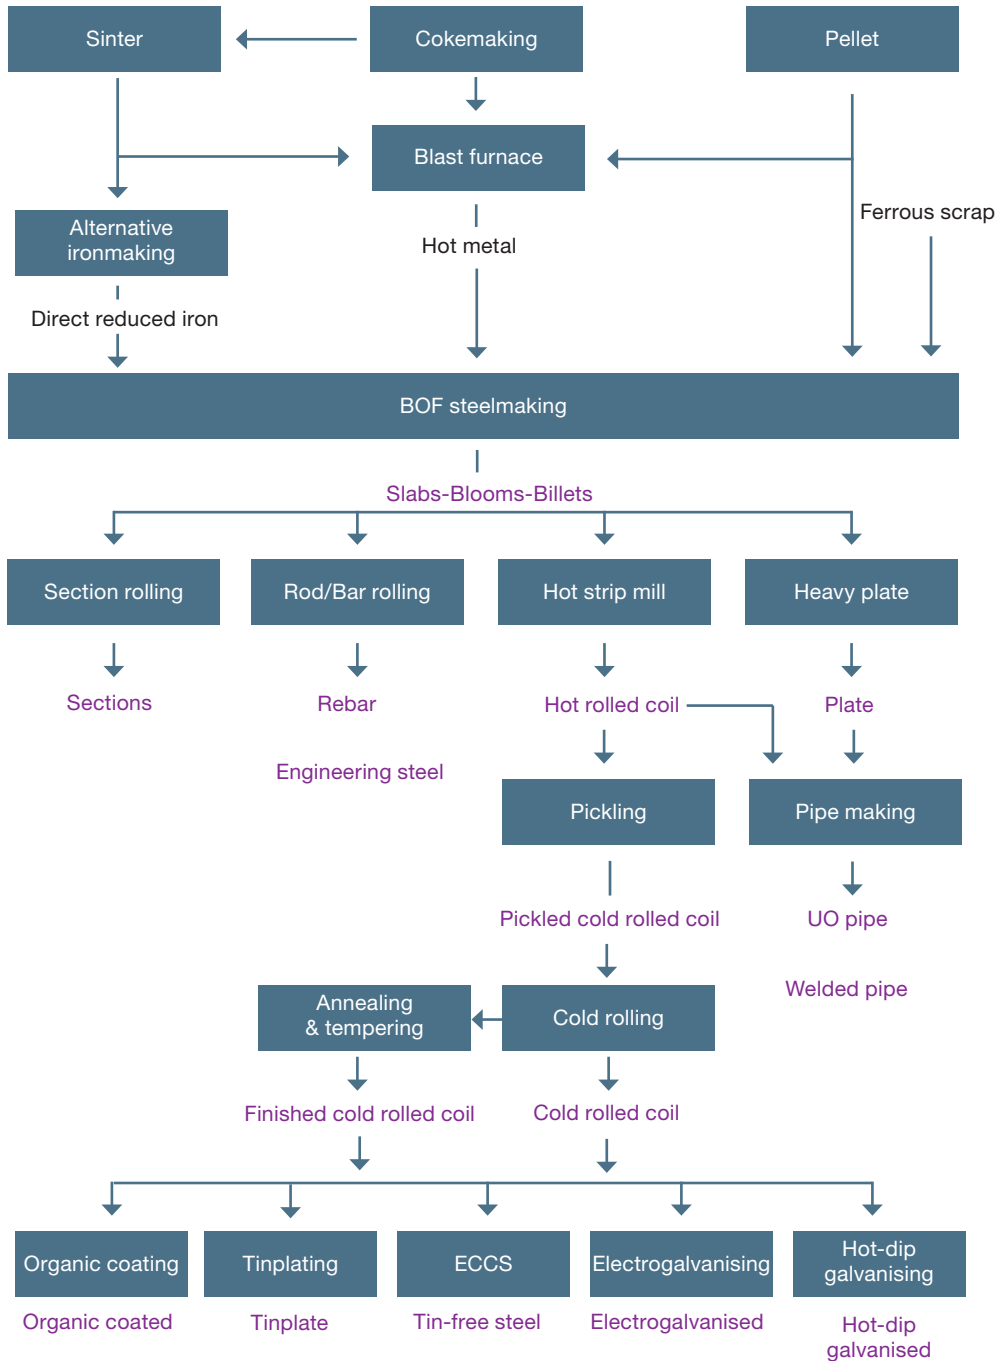 Sinter
Cokemaking
Pellet
Blast furnace
Ferrous scrap
Alternative
ironmaking
Hot metal
Direct reduced iron
BOF steelmaking
Slabs-Blooms-Billets
Section rolling
Rod/Bar rolling
Hot strip mill
Heavy plate
Sections
Rebar
Hot rolled coil
Plate
Engineering steel
Pickling
Pipe making
Pickled cold rolled coil
UO pipe
Welded pipe
Annealing
& tempering
Cold rolling
Finished cold rolled coil
Cold rolled coil
Organic coating
Tinplating
ECCS
Electrogalvanising
Hot-dip
galvanising
Organic coated
Tinplate
Tin-free steel
Electrogalvanised
Hot-dip
galvanised